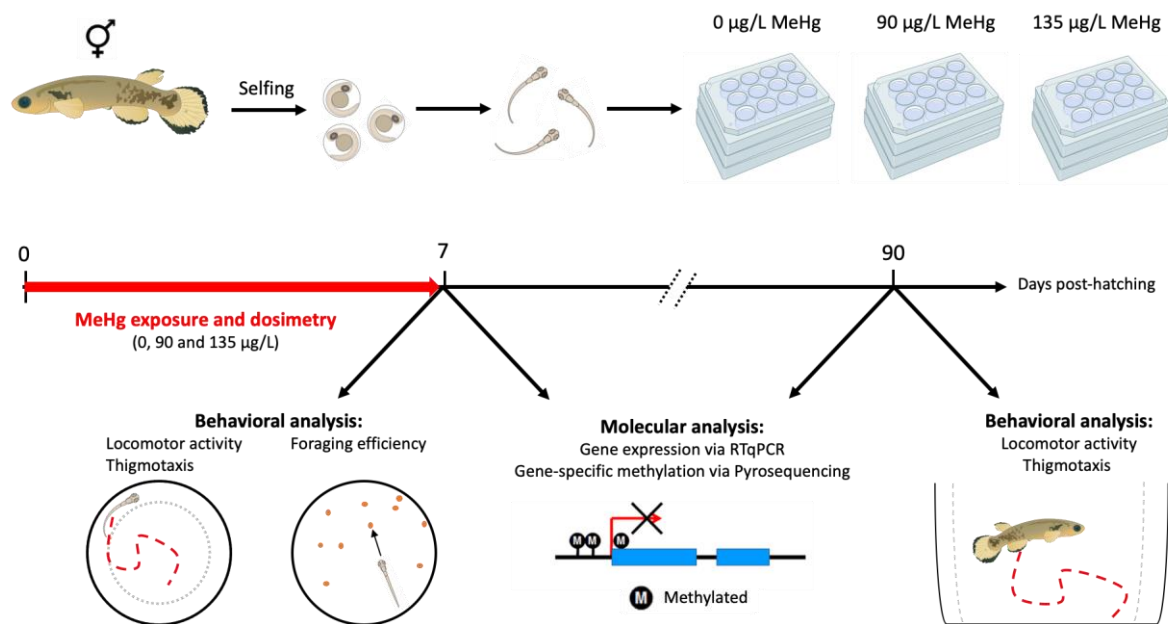 0 µg/L MeHg
90 µg/L MeHg
135 µg/L MeHg
Selfing
0
7
90
Days post-hatching
MeHg exposure and dosimetry
(0, 90 and 135 µg/L)
Behavioral analysis:
Locomotor activity
Thigmotaxis
Foraging efficiency
Molecular analysis:
Gene expression via RTqPCR
Gene-specific methylation via Pyrosequencing
M M M
M Methylated
Behavioral analysis:
Locomotor activity
Thigmotaxis